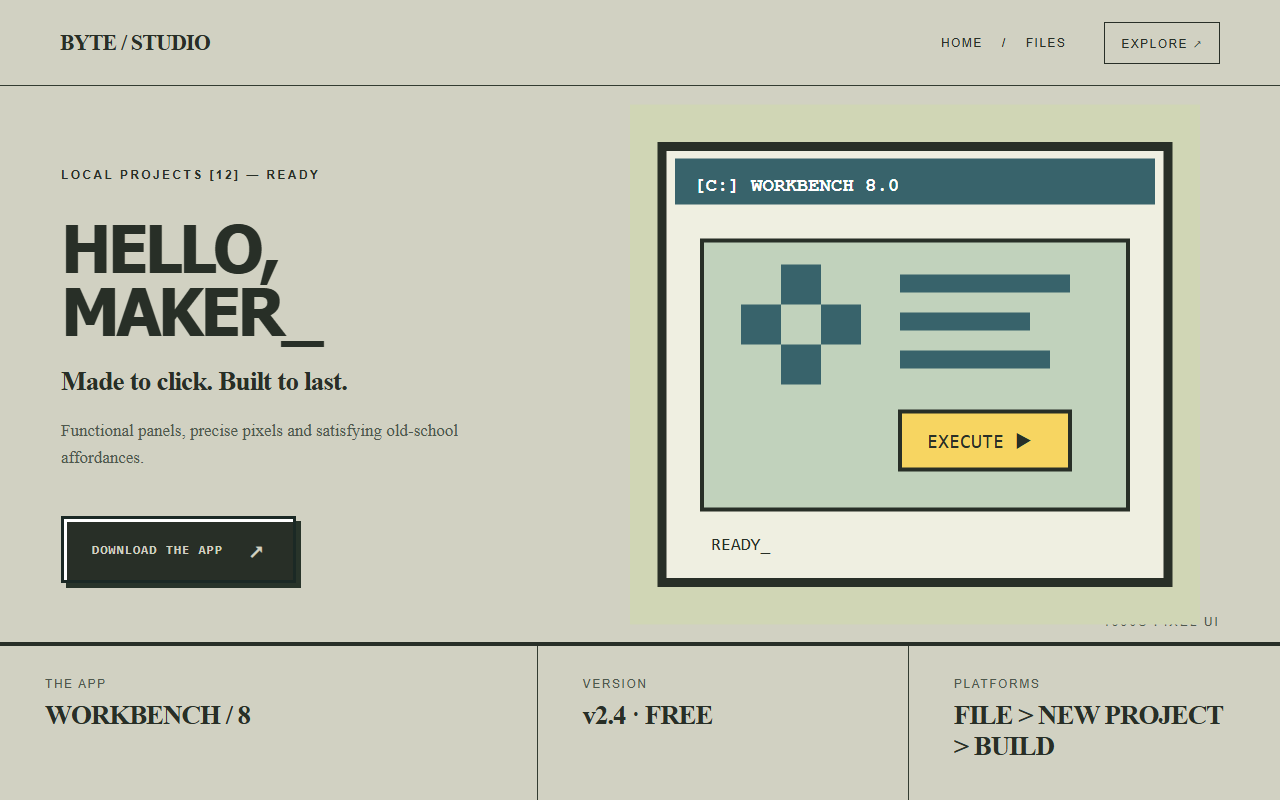 BYTE / STUDIO
HOME / FILES
EXPLORE ↗
LOCAL PROJECTS [12] — READY
HELLO,
MAKER_
Made to click. Built to last.
Functional panels, precise pixels and satisfying old-school
affordances.
DOWNLOAD THE APP ↗
[C:] WORKBENCH 8.0
EXECUTE ▶
READY_
UI
THE APP
WORKBENCH / 8
VERSION
v2.4 · FREE
PLATFORMS
FILE > NEW PROJECT
> BUILD